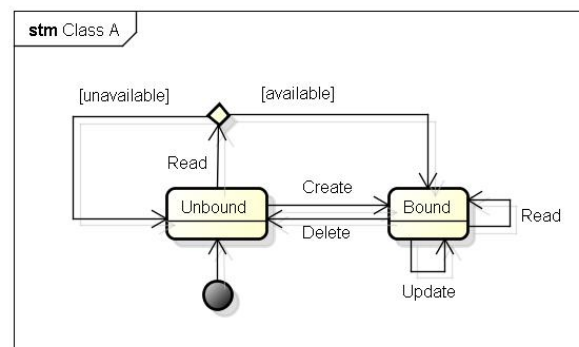 stm Class A
[unavailable]
[available]
Read
Unbound
Create
Bound
Delete
Read
Update